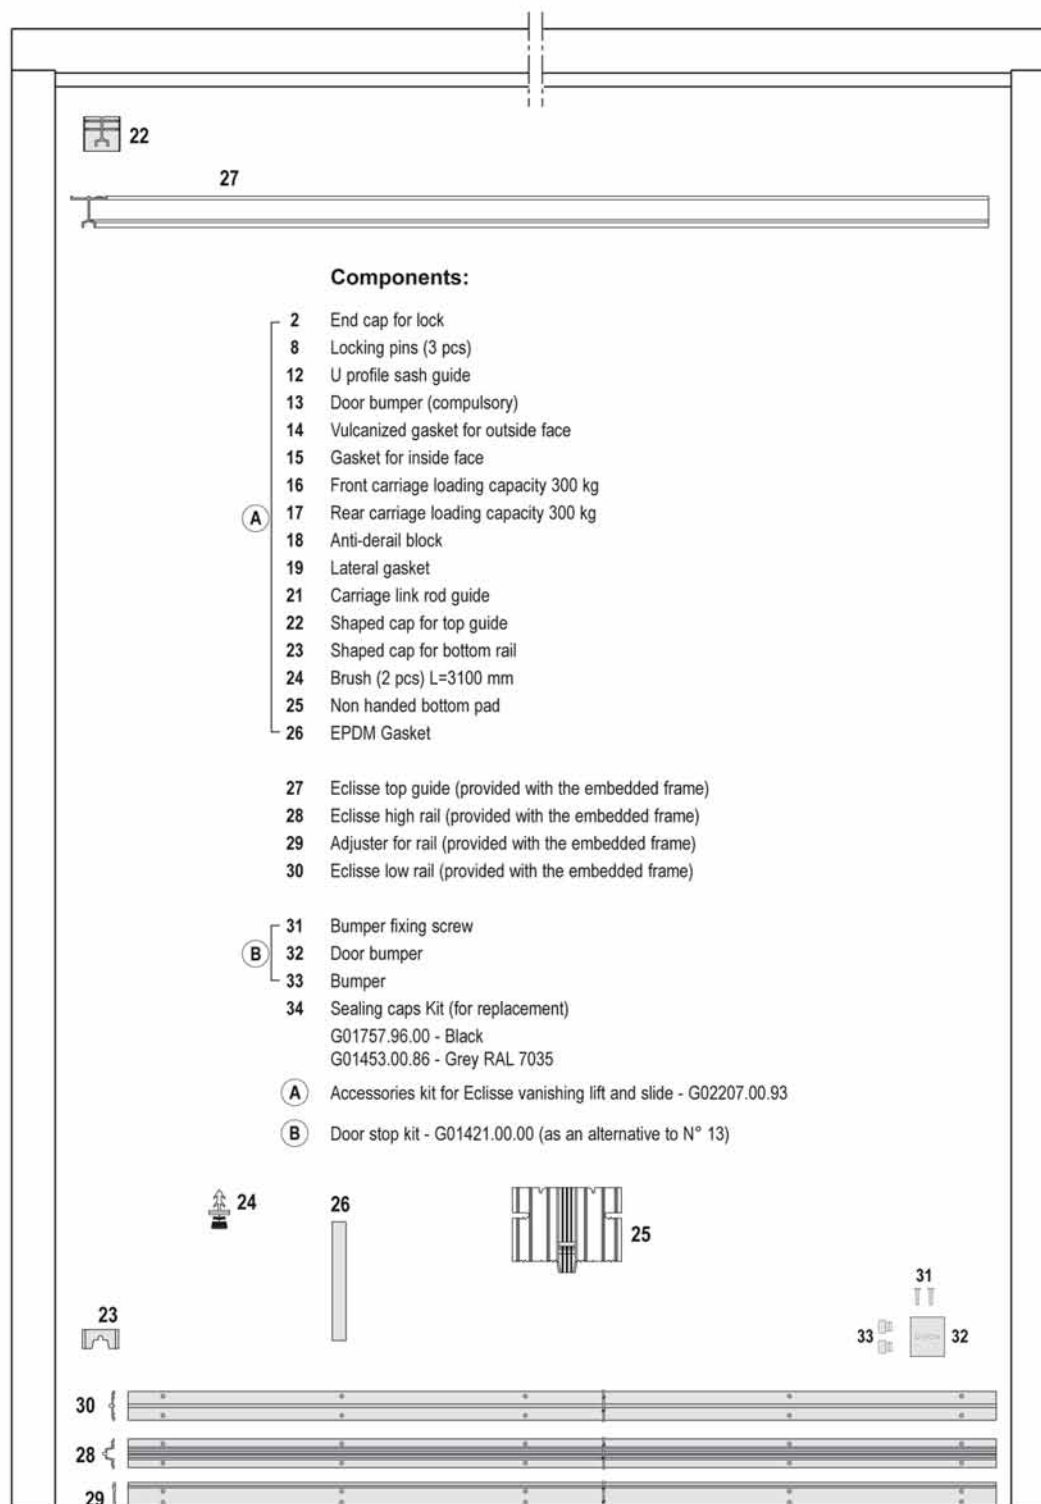 22
27
Components:
2 End cap for lock
8 Locking pins (3 pcs)
12 U profile sash guide
13 Door bumper (compulsory)
14 Vulcanized gasket for outside face
15 Gasket for inside face
16 Front carriage loading capacity 300 kg
A 17 Rear carriage loading capacity 300 kg
18 Anti-derail block
19 Lateral gasket
21 Carriage link rod guide
22 Shaped cap for top guide
23 Shaped cap for bottom rail
24 Brush (2 pcs) L=3100 mm
25 Non handed bottom pad
26 EPDM Gasket
27 Eclisse top guide (provided with the embedded frame)
28 Eclisse high rail (provided with the embedded frame)
29 Adjuster for rail (provided with the embedded frame)
30 Eclisse low rail (provided with the embedded frame)
31 Bumper fixing screw
B 32 Door bumper
33 Bumper
34 Sealing caps Kit (for replacement)
G01757.96.00 - Black
G01453.00.86 - Grey RAL 7035
A Accessories kit for Eclisse vanishing lift and slide - G02207.00.93
B Door stop kit - G01421.00.00 (as an alternative to N° 13)
24 26
25
31
23
33 32
30
28
29